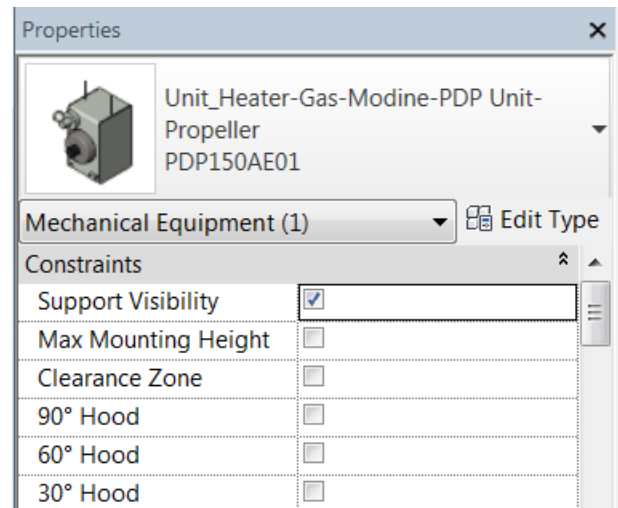 Properties
Unit_Heater-Gas-Modine-PDP Unit-
Propeller
PDP150AE01
Mechanical Equipment (1)
Edit Type
Constraints
Support Visibility
Max Mounting Height
Clearance Zone
90° Hood
60° Hood
30° Hood